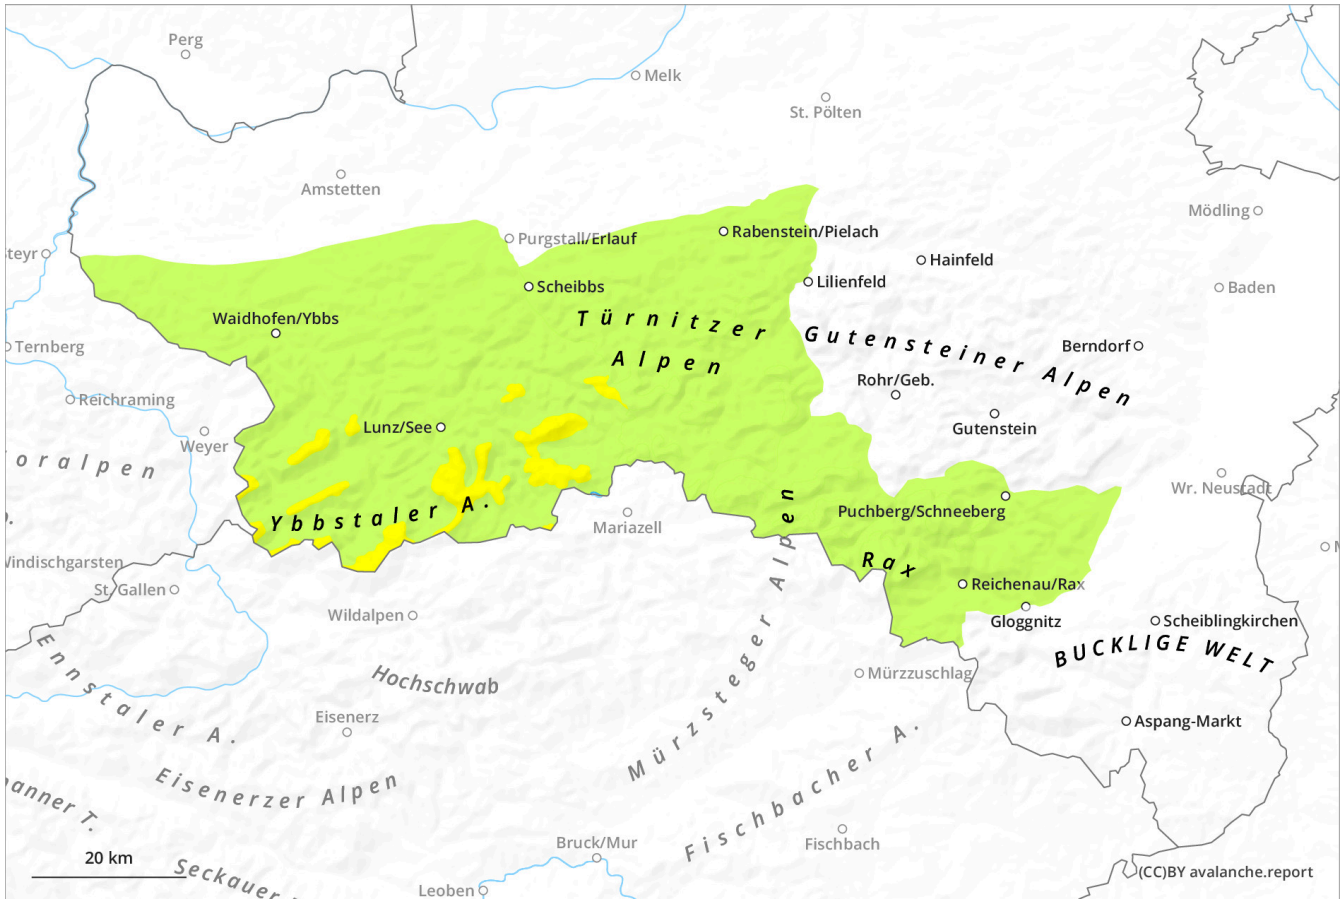 Perg
Melk
St. Pölten
Amstetten
Mödling
Purgstall/Erlauf
Rabenstein/Pielach
Hainfeld
teyr
Lilienfeld
Scheibbs
Baden
Waidhofen/Ybbs
Türnitzer
Alpen
Gutensteiner Alpen
Berndorf
Ternberg
Rohr/Geb.
Reichraming
Lunz/See
Gutenstein
Weyer
oralpen
Wr. Neustadt
Ybbstaler A.
Puchberg/Schneeberg
Mariazell
Windischgarsten
Rax
St. Gallen
Reichenau/Rax
Wildalpen
Gloggnitz
Scheiblingkirchen
BUCKLIGE WELT
Ennstaler A.
Hochschwab
Mürzsteger Alpen
Mürzzuschlag
Eisenerz
Aspang-Markt
Eisenerzer Alpen
Fischbacher A.
anner T.
Fischbach
Bruck/Mur
20 km
Seckauer
Leoben
(CC)BY avalanche.report